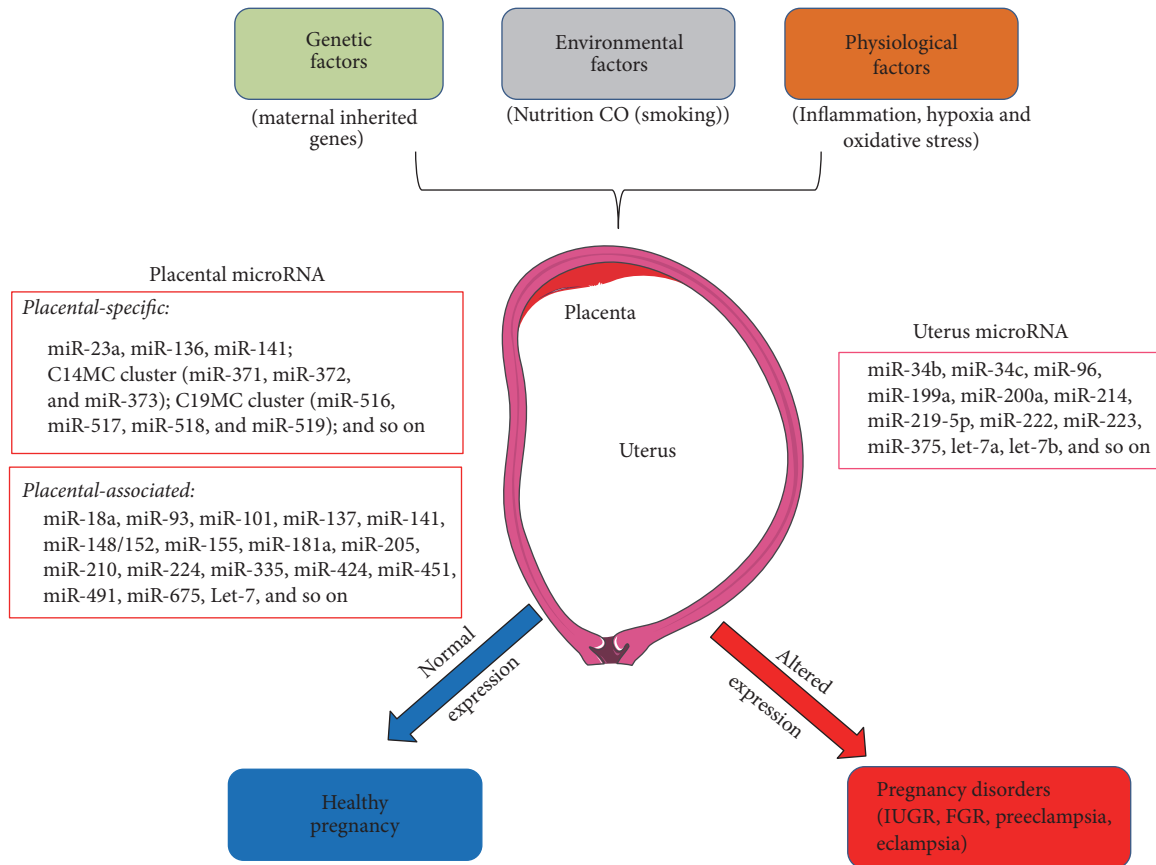 Genetic
factors
Environmental
factors
Physiological
factors
(maternal inherited
genes)
(Nutrition CO (smoking))
(Inflammation, hypoxia and
oxidative stress)
Placental microRNA
Placental-specific:
miR-23a, miR-136, miR-141;
C14MC cluster (miR-371, miR-372,
and miR-373); C19MC cluster (miR-516,
miR-517, miR-518, and miR-519); and so on
Placental-associated:
miR-18a, miR-93, miR-101, miR-137, miR-141,
miR-148/152, miR-155, miR-181a, miR-205,
miR-210, miR-224, miR-335, miR-424, miR-451,
miR-491, miR-675, Let-7, and so on
Placenta
Uterus
Uterus microRNA
miR-34b, miR-34c, miR-96,
miR-199a, miR-200a, miR-214,
miR-219-5p, miR-222, miR-223,
miR-375, let-7a, let-7b, and so on
Normal
expression
Altered
expression
Healthy
pregnancy
Pregnancy disorders
(IUGR, FGR, preeclampsia,
eclampsia)